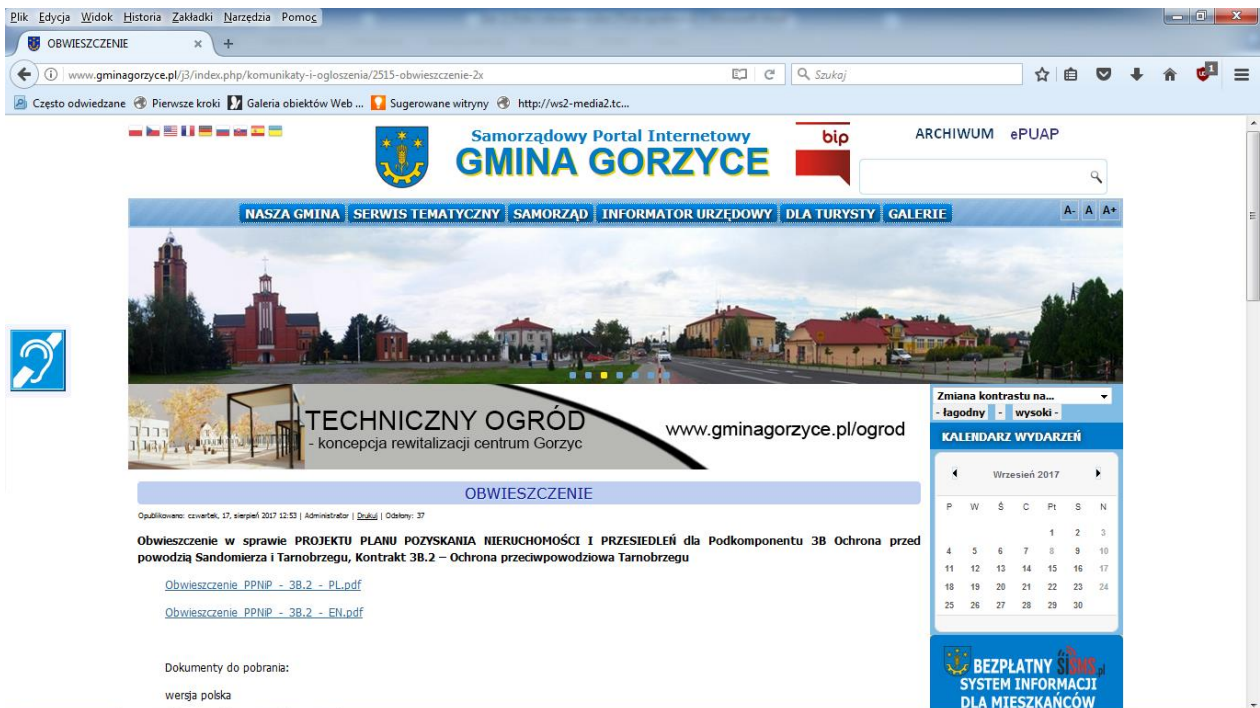 Plik Edycja Widok Historia Zakładki Narzędzia Pomoc
OBWIESZCZENIE × +
www.gminagorzyce.pl/j3/index.php/komunikaty-i-ogloszenia/2515-obwieszczenie-2x
Szukaj
1
Często odwiedzane Pierwsze kroki Galeria obiektów Web ... Sugerowane witryny http://ws2-media2.tc...
Samorządowy Portal Internetowy
GMINA GORZYCE
bip
ARCHIWUM ePUAP
NASZA GMINA SERWIS TEMATYCZNY SAMORZĄD INFORMATOR URZĘDOWY DLA TURYSTY GALERIE
A- A A+
TECHNICZNY OGRÓD
- koncepcja rewitalizacji centrum Gorzyc
www.gminagorzyce.pl/ogrod
Zmiana kontrastu na...
- łagodny - wysoki -
KALENDARZ WYDARZEŃ
Wrzesień 2017
P W Ś C Pt S N
1 2 3
4 5 6 7 8 9 10
11 12 13 14 15 16 17
18 19 20 21 22 23 24
25 26 27 28 29 30
OBWIESZCZENIE
Opublikowano: czwartek, 17, sierpień 2017 12:53 | Administrator | Drukuj | Odsłony: 37
Obwieszczenie w sprawie PROJEKTU PLANU POZYSKANIA NIERUCHOMOŚCI I PRZESIEDLEŃ dla Podkomponentu 3B Ochrona przed
powodzią Sandomierza i Tarnobrzegu, Kontrakt 3B.2 – Ochrona przeciwpowodziowa Tarnobrzegu
Obwieszczenie PPNiP - 3B.2 - PL.pdf
Obwieszczenie PPNiP - 3B.2 - EN.pdf
Dokumenty do pobrania:
wersja polska
BEZPŁATNY SISMS.pl
SYSTEM INFORMACJI
DLA MIESZKAŃCÓW